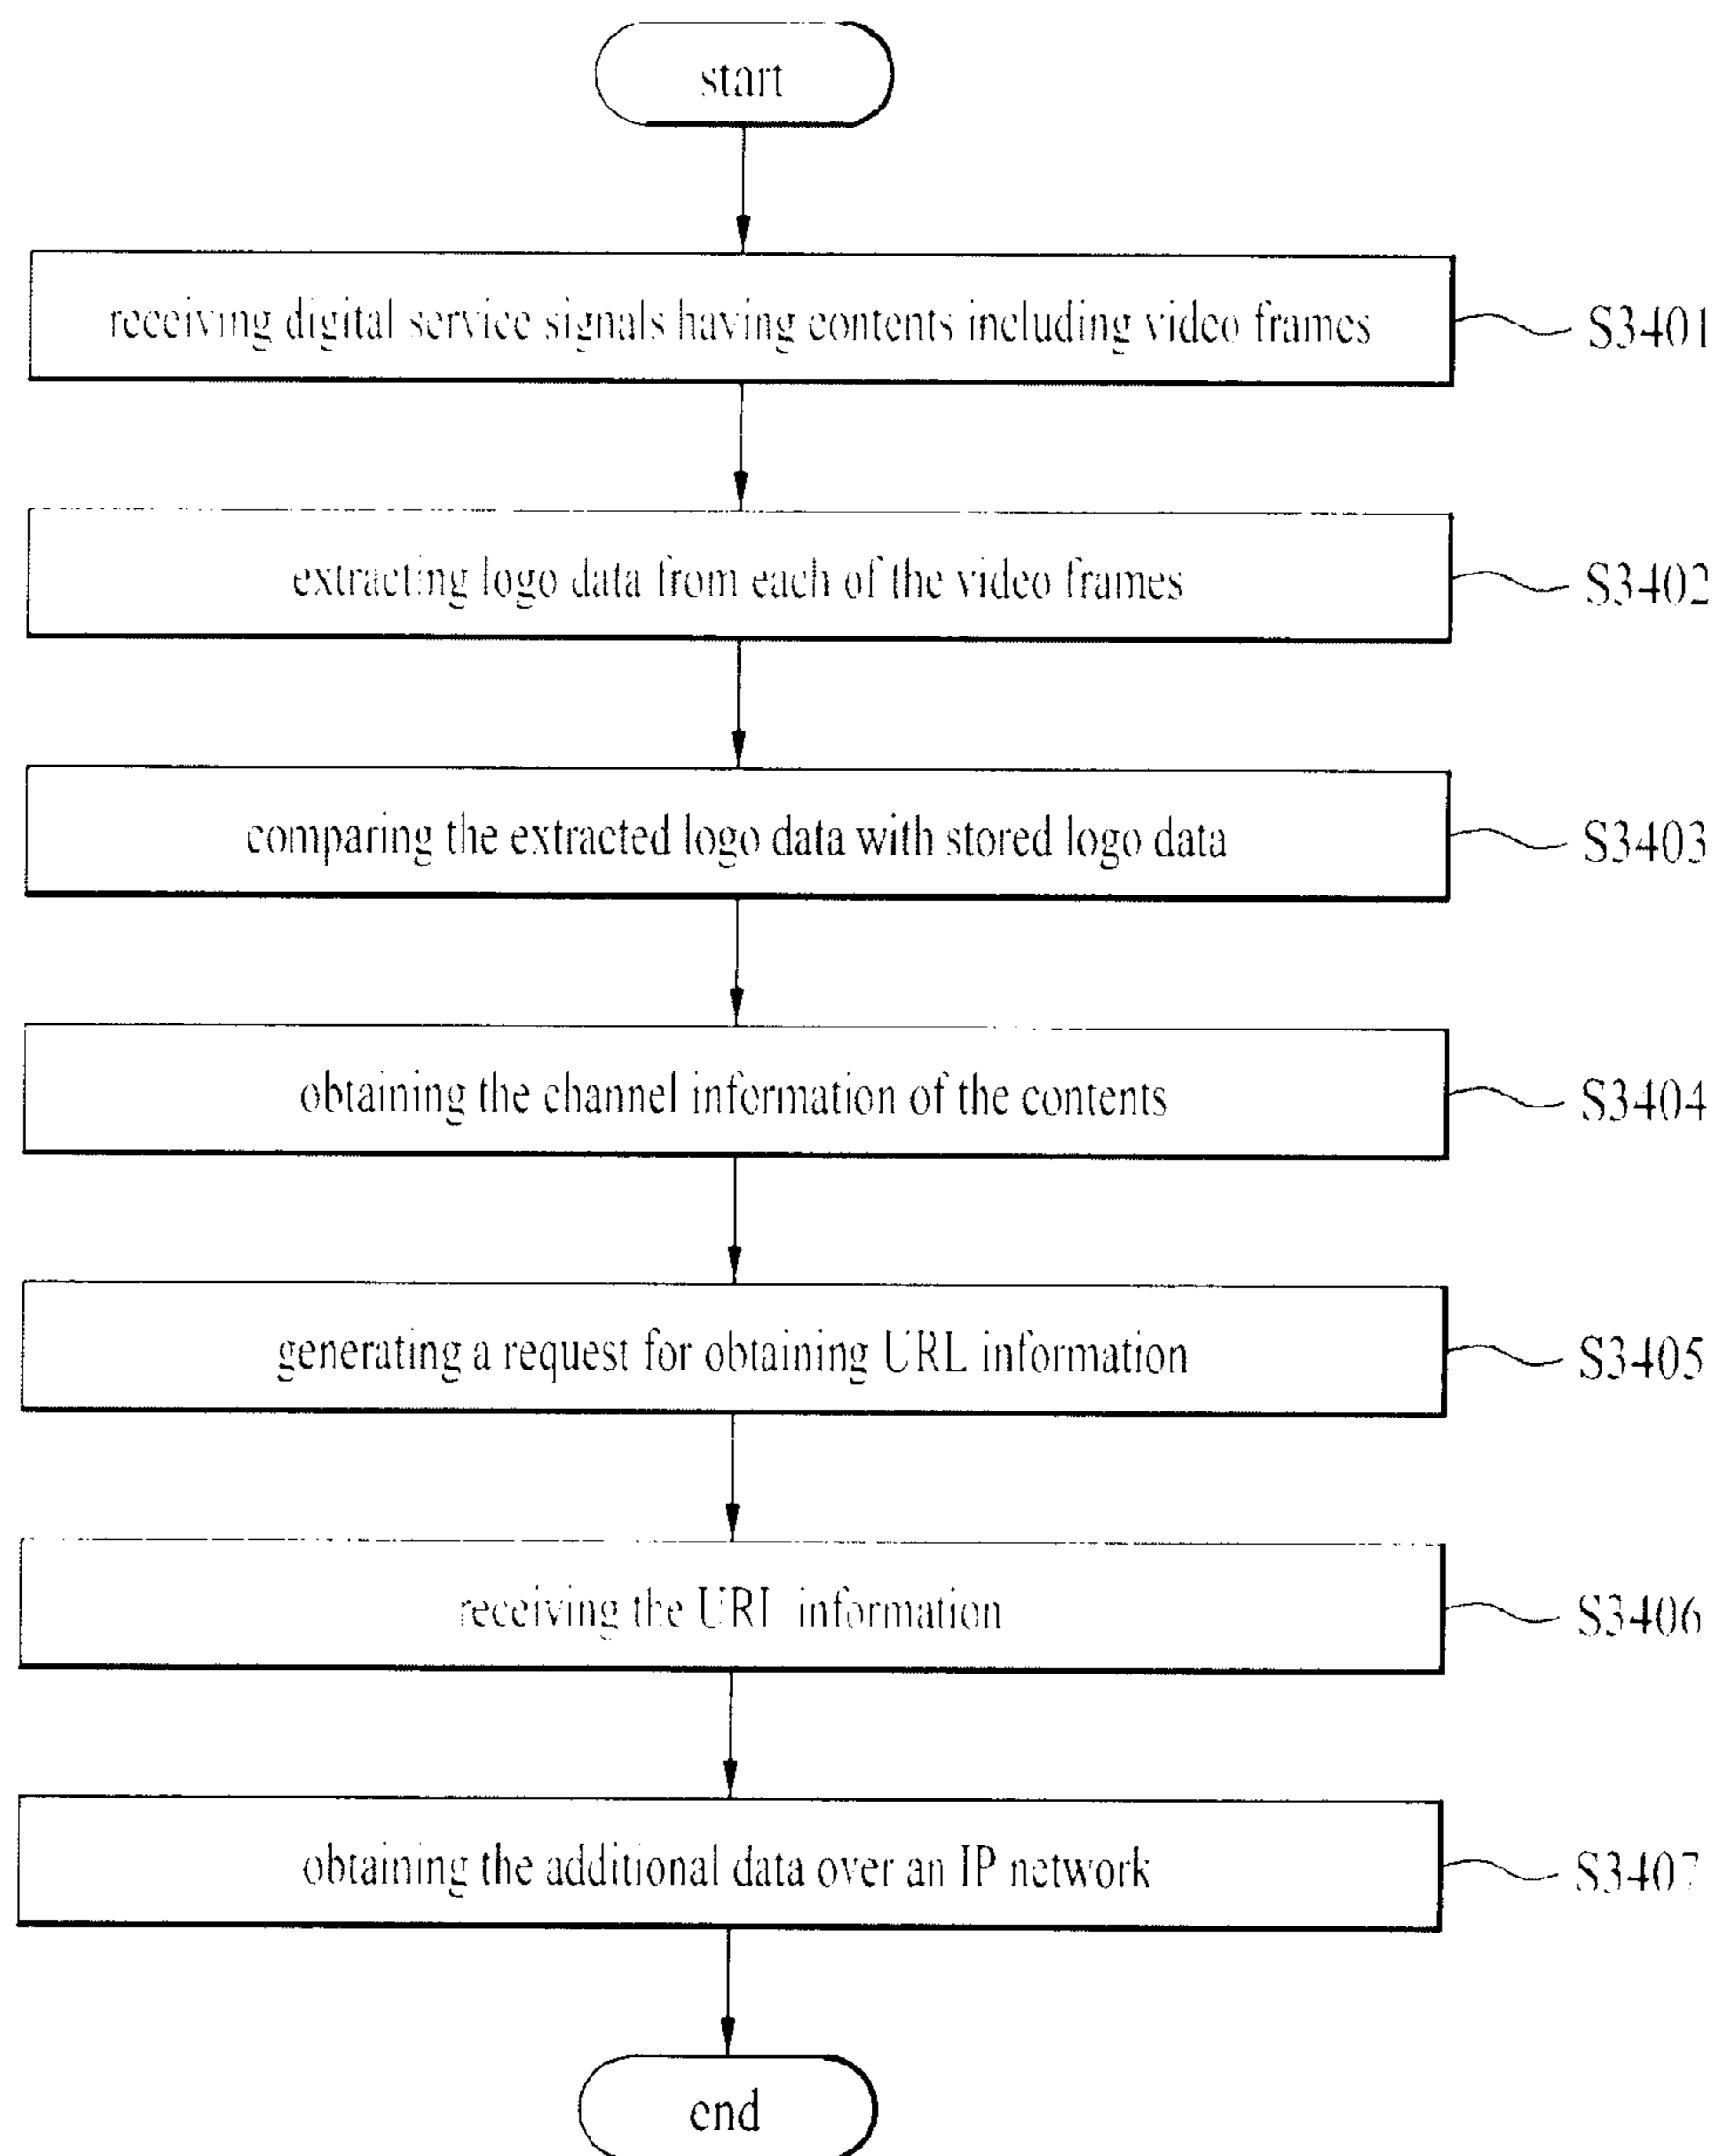 start
receiving digital service signals having contents including video frames
S3401
extracting logo data from each of the video frames
S3402
comparing the extracted logo data with stored logo data
S3403
obtaining the channel information of the contents
S3404
generating a request for obtaining URL information
S3405
receiving the URL information
S3406
obtaining the additional data over an IP network
S3407
end